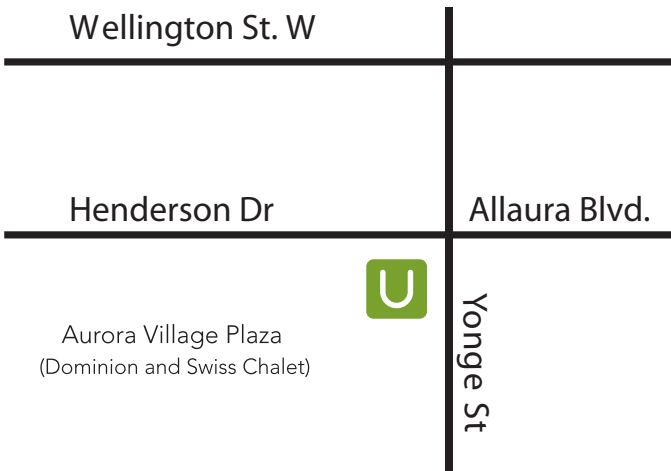 Wellington St. W
Henderson Dr
Allaura Blvd.
U
Yonge St
Aurora Village Plaza
(Dominion and Swiss Chalet)